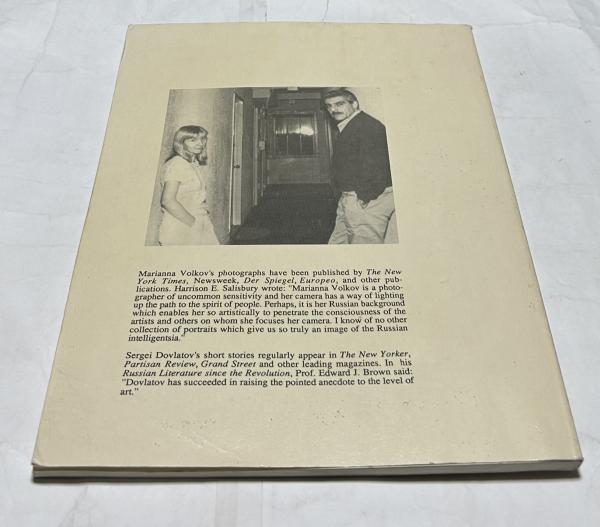 Marianna Volkov's photographs have been published by The New
York Times, Newsweek, Der Spiegel, Europeo, and other pub-
lications. Harrison E. Salisbury wrote: "Marianna Volkov is a photo-
grapher of uncommon sensitivity and her camera has a way of lighting
up the path to the spirit of people. Perhaps, it is her Russian background
which enables her so artistically to penetrate the consciousness of the
artists and others on whom she focuses her camera. I know of no other
collection of portraits which give us so truly an image of the Russian
intelligentsia."
Sergei Dovlatov's short stories regularly appear in The New Yorker,
Partisan Review, Grand Street and other leading magazines. In his
Russian Literature since the Revolution, Prof. Edward J. Brown said:
"Dovlatov has succeeded in raising the pointed anecdote to the level of
art."